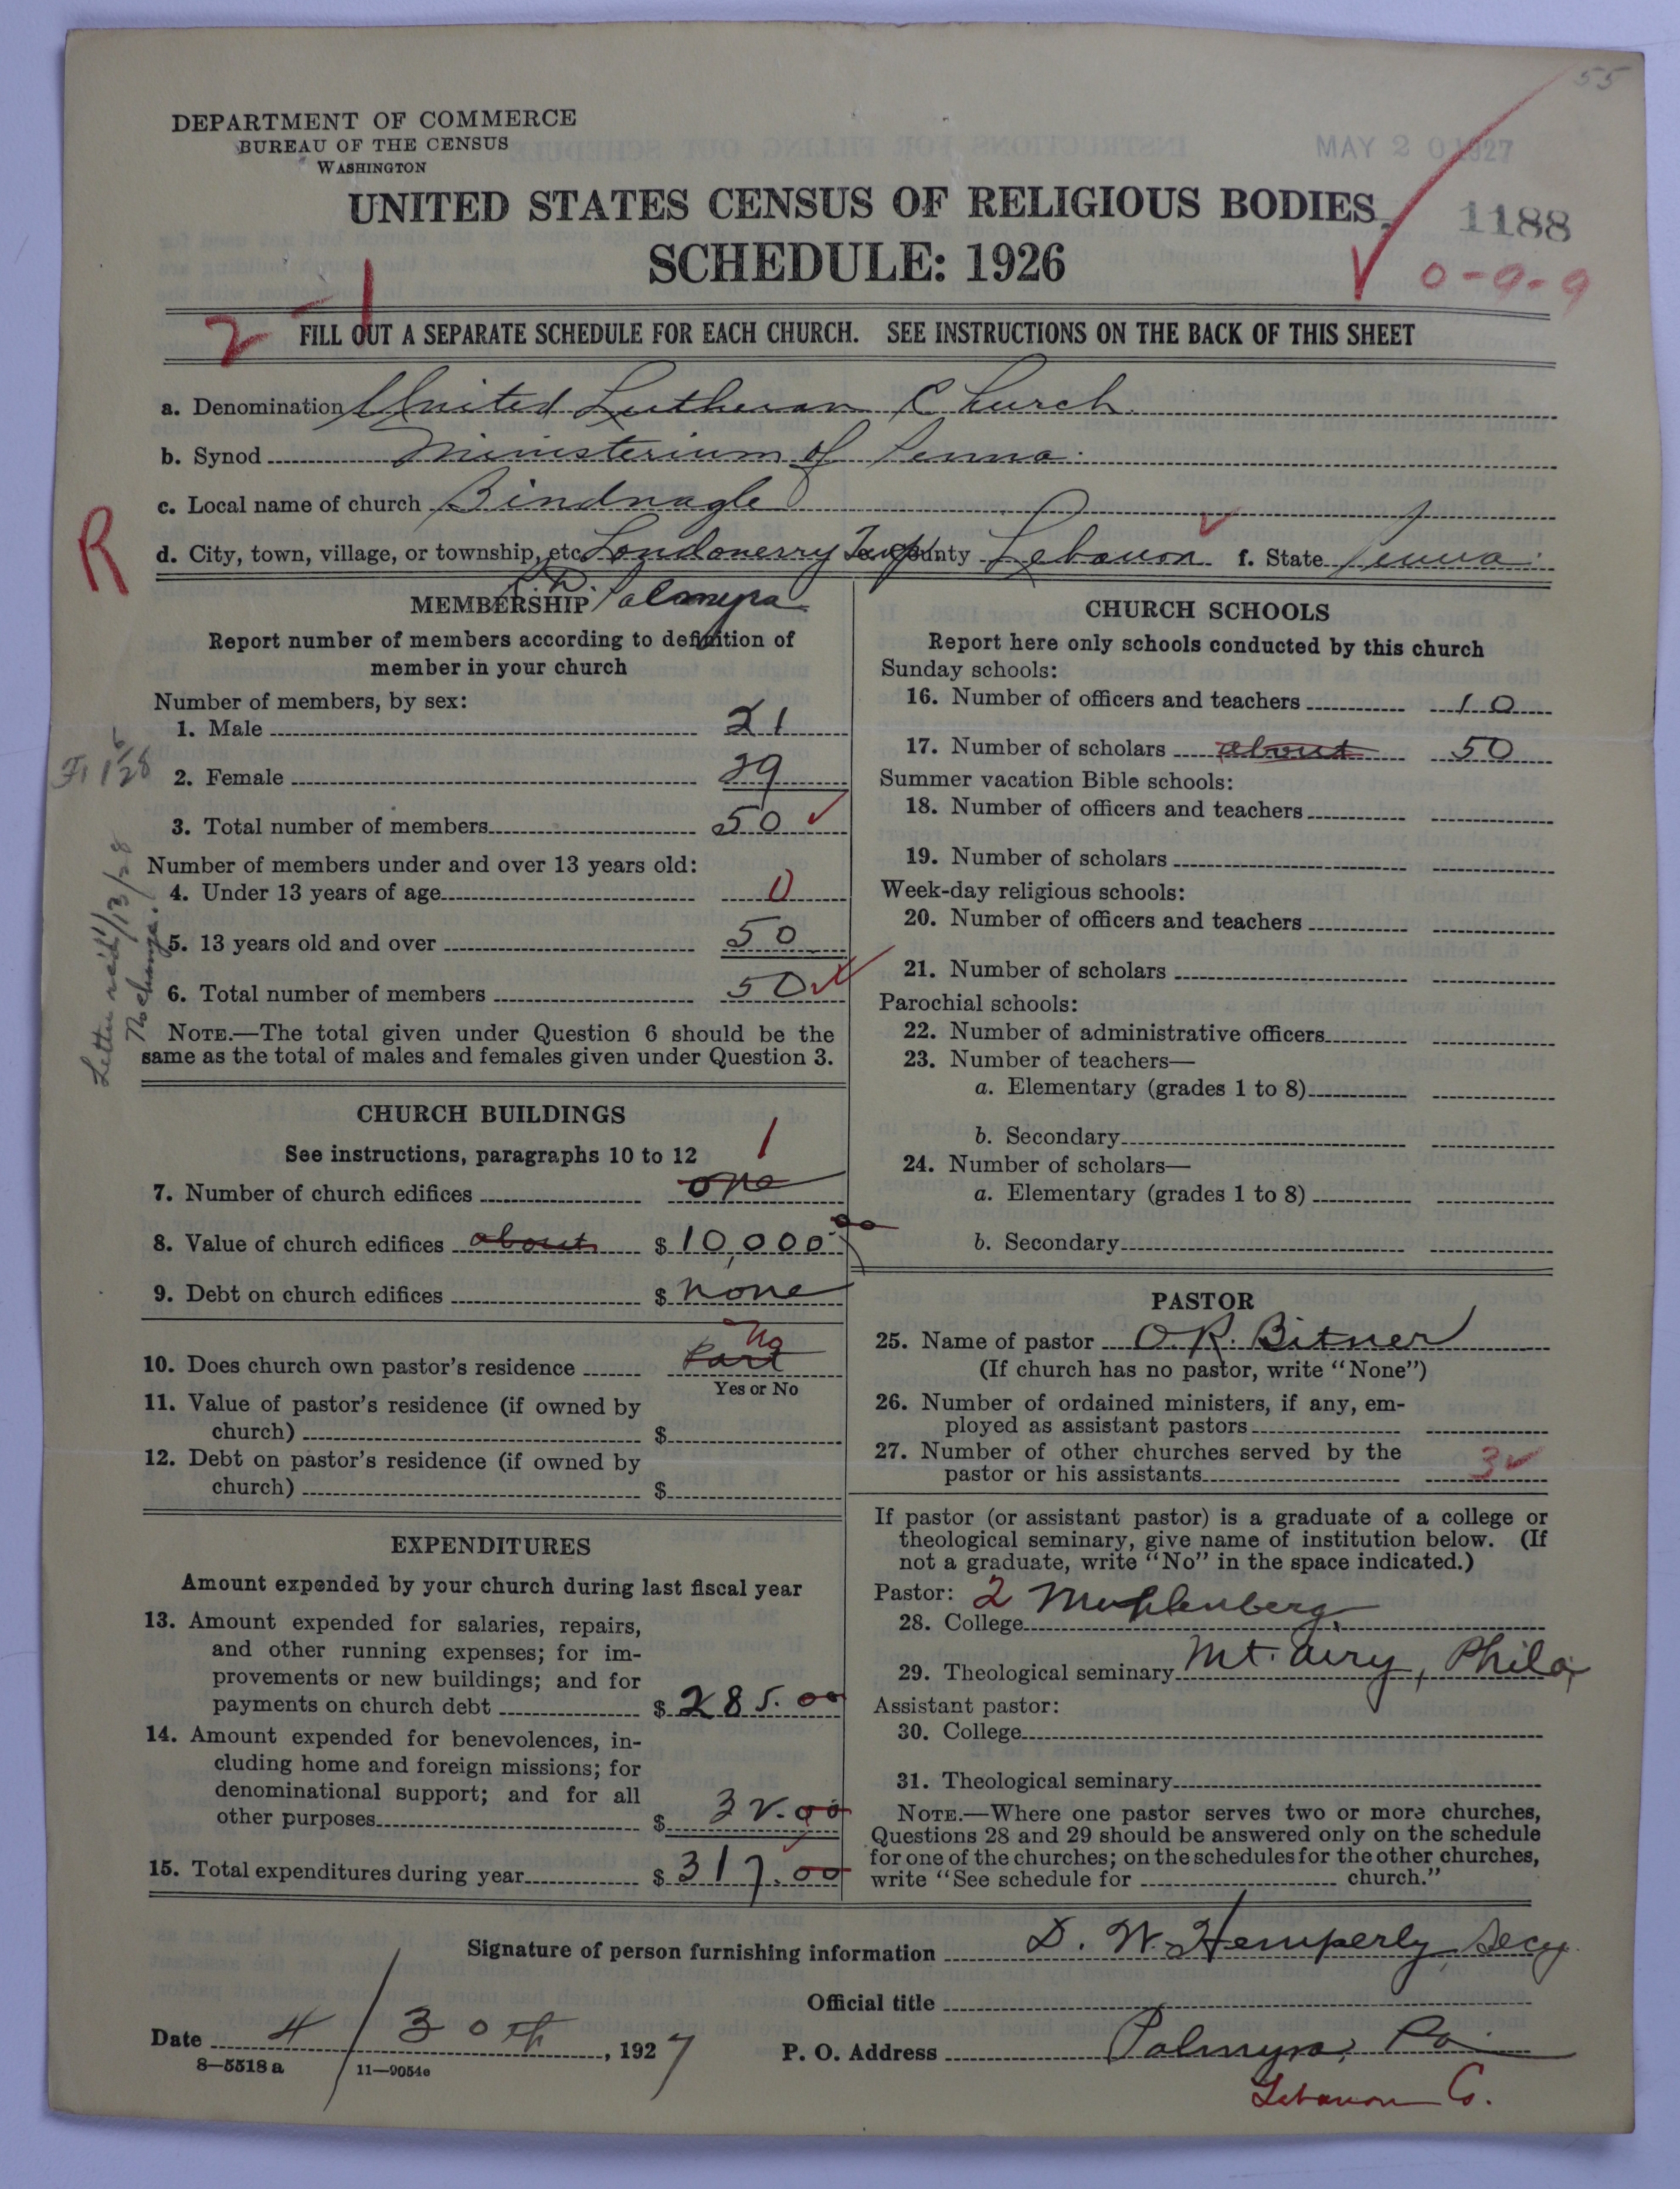 55
DEPARTMENT OF COMMERCE
BUREAU OF THE CENSUS
WASHINGTON
MAY 20 1927
UNITED STATES CENSUS OF RELIGIOUS BODIES
1188
SCHEDULE: 1926
0-9-9
2-1
FILL OUT A SEPARATE SCHEDULE FOR EACH CHURCH. SEE INSTRUCTIONS ON THE BACK OF THIS SHEET
a. Denomination United Lutheran Church
b. Synod Ministerium of Penna.
c. Local name of church Bindnagle
R
d. City, town, village, or township, etc. Londonerry Twp County Lebanon f. State Penna.
R.D. Palmyra
MEMBERSHIP
Report number of members according to definition of
member in your church
Number of members, by sex:
1. Male 21
2. Female 29
3. Total number of members 50
Number of members under and over 13 years old:
4. Under 13 years of age 0
5. 13 years old and over 50
6. Total number of members 50
NOTE.—The total given under Question 6 should be the
same as the total of males and females given under Question 3.
Letter recd 1/13/28
No change.
CHURCH BUILDINGS
See instructions, paragraphs 10 to 12
1
7. Number of church edifices one
8. Value of church edifices about $10,000.00
9. Debt on church edifices $ none
No
10. Does church own pastor's residence Part
Yes or No
11. Value of pastor's residence (if owned by
church) $
12. Debt on pastor's residence (if owned by
church) $
EXPENDITURES
Amount expended by your church during last fiscal year
13. Amount expended for salaries, repairs,
and other running expenses; for im-
provements or new buildings; and for
payments on church debt $ 285.00
14. Amount expended for benevolences, in-
cluding home and foreign missions; for
denominational support; and for all
other purposes $ 32.00
15. Total expenditures during year $ 317.00
CHURCH SCHOOLS
Report here only schools conducted by this church
Sunday schools:
16. Number of officers and teachers 10
17. Number of scholars about 50
Summer vacation Bible schools:
18. Number of officers and teachers
19. Number of scholars
Week-day religious schools:
20. Number of officers and teachers
21. Number of scholars
Parochial schools:
22. Number of administrative officers
23. Number of teachers—
a. Elementary (grades 1 to 8)
b. Secondary
24. Number of scholars—
a. Elementary (grades 1 to 8)
b. Secondary
PASTOR
25. Name of pastor O.R. Bitner
(If church has no pastor, write "None")
26. Number of ordained ministers, if any, em-
ployed as assistant pastors
27. Number of other churches served by the
pastor or his assistants 3
If pastor (or assistant pastor) is a graduate of a college or
theological seminary, give name of institution below. (If
not a graduate, write "No" in the space indicated.)
Pastor: 2
28. College Muhlenberg
29. Theological seminary Mt. Airy, Phila
Assistant pastor:
30. College
31. Theological seminary
NOTE.—Where one pastor serves two or more churches,
Questions 28 and 29 should be answered only on the schedule
for one of the churches; on the schedules for the other churches,
write "See schedule for church."
Signature of person furnishing information D. W. Hemperly, Secy
Official title
Date 4/30th, 1927
P. O. Address Palmyra, Pa
Lebanon Co.
8—5518 a
11—9054e